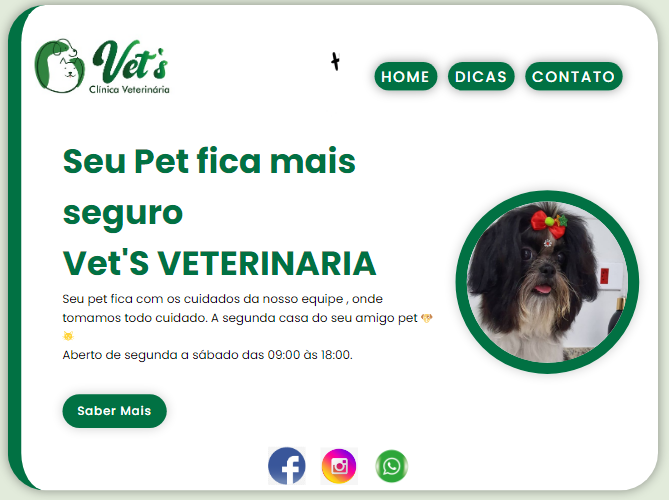 Vet's
Clínica Veterinária
HOME
DICAS
CONTATO
Seu Pet fica mais
seguro
Vet'S VETERINARIA
Seu pet fica com os cuidados da nosso equipe , onde
tomamos todo cuidado. A segunda casa do seu amigo pet 🐶
🐱
Aberto de segunda a sábado das 09:00 às 18:00.
Saber Mais